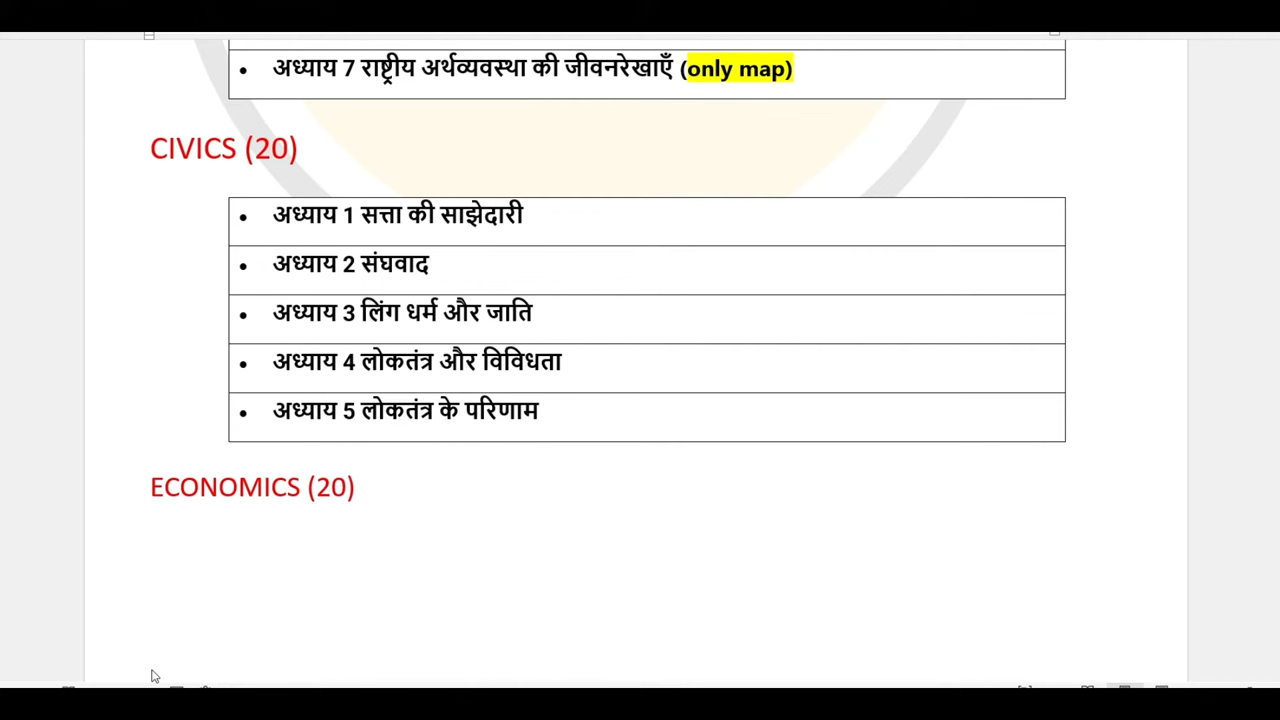 • अध्याय 7 राष्ट्रीय अर्थव्यवस्था की जीवनरेखाएँ (only map)
CIVICS (20)
• अध्याय 1 सत्ता की साझेदारी
• अध्याय 2 संघवाद
• अध्याय 3 लिंग धर्म और जाति
• अध्याय 4 लोकतंत्र और विविधता
• अध्याय 5 लोकतंत्र के परिणाम
ECONOMICS (20)